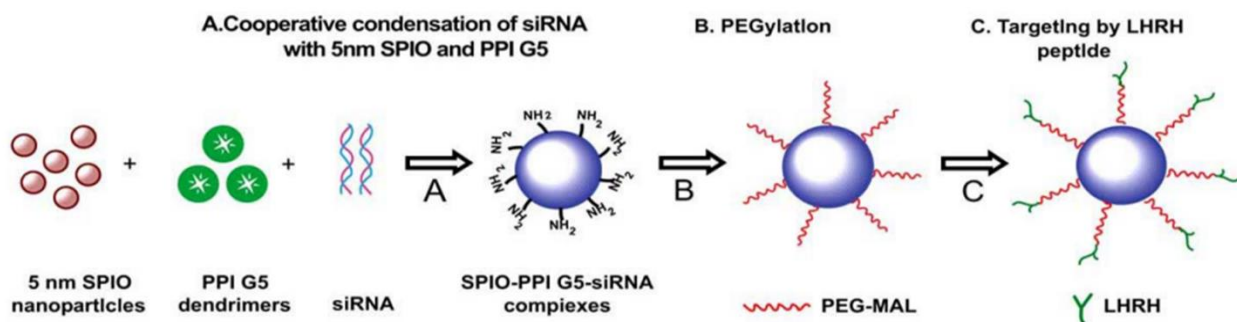 A.Cooperative condensation of siRNA
with 5nm SPIO and PPI G5
B. PEGylatIon
C. TargetIng by LHRH
peptIde
NH2
NH2
NH2
NH2
NH2
NH2
NH2
NH2
NH2
NH2
+
+
A
B
C
5 nm SPIO
nanopartIcles
PPI G5
dendrimers
siRNA
SPIO-PPI G5-siRNA
compIexes
PEG-MAL
LHRH